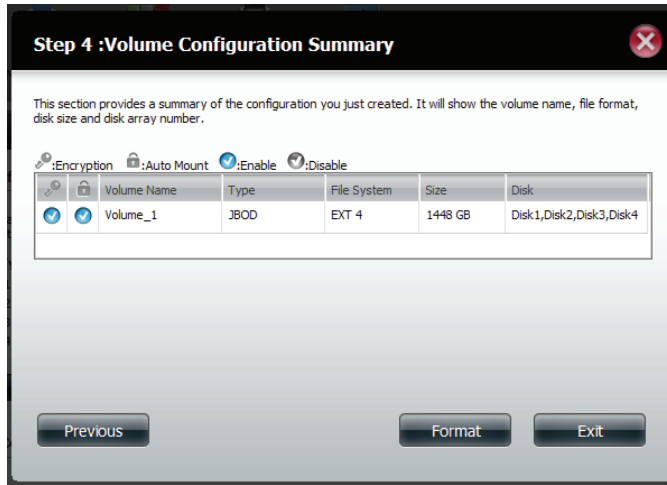 Step 4 :Volume Configuration Summary
This section provides a summary of the configuration you just created. It will show the volume name, file format,
disk size and disk array number.
:Encryption :Auto Mount :Enable :Disable
Volume Name Type File System Size Disk
Volume_1 JBOD EXT 4 1448 GB Disk1,Disk2,Disk3,Disk4
Previous Format Exit